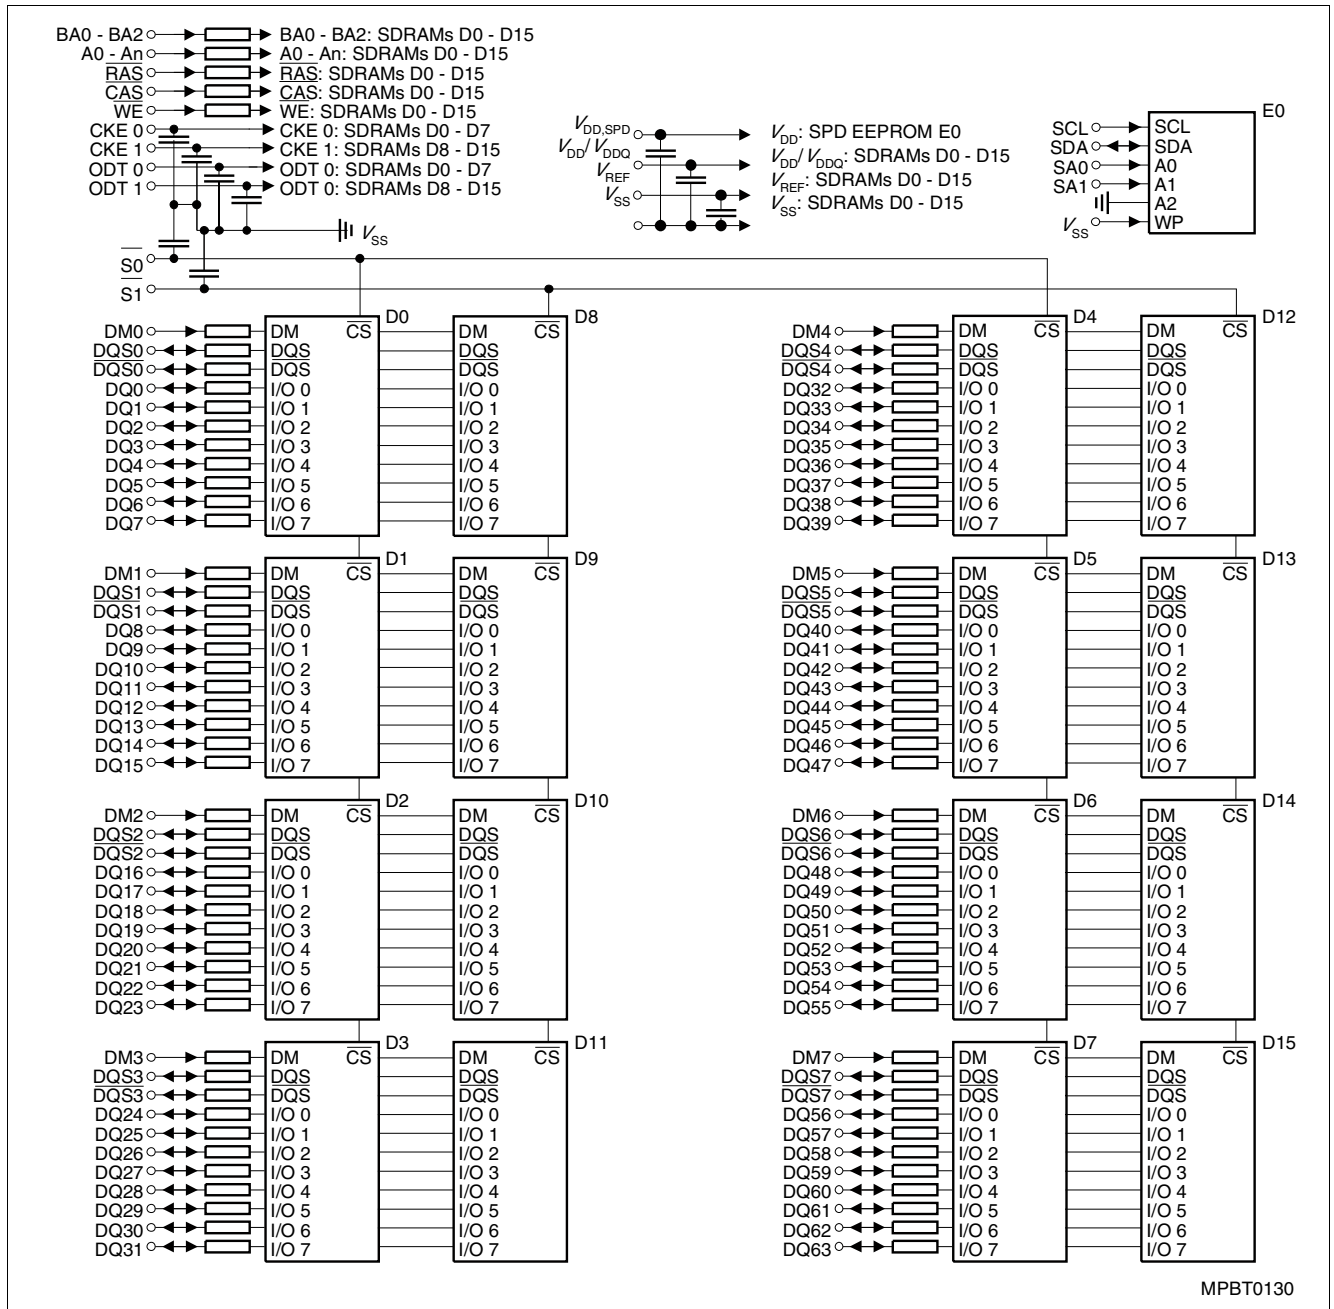 BA0 - BA2 BA0 - BA2: SDRAMs D0 - D15
A0 - An A0 - An: SDRAMs D0 - D15
RAS RAS: SDRAMs D0 - D15
CAS CAS: SDRAMs D0 - D15
WE WE: SDRAMs D0 - D15
CKE 0 CKE 0: SDRAMs D0 - D7
CKE 1 CKE 1: SDRAMs D8 - D15
ODT 0 ODT 0: SDRAMs D0 - D7
ODT 1 ODT 0: SDRAMs D8 - D15
VSS
VDD,SPD VDD: SPD EEPROM E0
VDD/ VDDQ VDD/ VDDQ: SDRAMs D0 - D15
VREF VREF: SDRAMs D0 - D15
VSS VSS: SDRAMs D0 - D15
E0
SCL SCL
SDA SDA
SA0 A0
SA1 A1
A2
VSS WP
S0
S1
D0 D8 D4 D12
DM0 DM CS DM CS DM4 DM CS DM CS
DQS0 DQS DQS DQS4 DQS DQS
DQS0 DQS DQS DQS4 DQS DQS
DQ0 I/O 0 I/O 0 DQ32 I/O 0 I/O 0
DQ1 I/O 1 I/O 1 DQ33 I/O 1 I/O 1
DQ2 I/O 2 I/O 2 DQ34 I/O 2 I/O 2
DQ3 I/O 3 I/O 3 DQ35 I/O 3 I/O 3
DQ4 I/O 4 I/O 4 DQ36 I/O 4 I/O 4
DQ5 I/O 5 I/O 5 DQ37 I/O 5 I/O 5
DQ6 I/O 6 I/O 6 DQ38 I/O 6 I/O 6
DQ7 I/O 7 I/O 7 DQ39 I/O 7 I/O 7
D1 D9 D5 D13
DM1 DM CS DM CS DM5 DM CS DM CS
DQS1 DQS DQS DQS5 DQS DQS
DQS1 DQS DQS DQS5 DQS DQS
DQ8 I/O 0 I/O 0 DQ40 I/O 0 I/O 0
DQ9 I/O 1 I/O 1 DQ41 I/O 1 I/O 1
DQ10 I/O 2 I/O 2 DQ42 I/O 2 I/O 2
DQ11 I/O 3 I/O 3 DQ43 I/O 3 I/O 3
DQ12 I/O 4 I/O 4 DQ44 I/O 4 I/O 4
DQ13 I/O 5 I/O 5 DQ45 I/O 5 I/O 5
DQ14 I/O 6 I/O 6 DQ46 I/O 6 I/O 6
DQ15 I/O 7 I/O 7 DQ47 I/O 7 I/O 7
D2 D10 D6 D14
DM2 DM CS DM CS DM6 DM CS DM CS
DQS2 DQS DQS DQS6 DQS DQS
DQS2 DQS DQS DQS6 DQS DQS
DQ16 I/O 0 I/O 0 DQ48 I/O 0 I/O 0
DQ17 I/O 1 I/O 1 DQ49 I/O 1 I/O 1
DQ18 I/O 2 I/O 2 DQ50 I/O 2 I/O 2
DQ19 I/O 3 I/O 3 DQ51 I/O 3 I/O 3
DQ20 I/O 4 I/O 4 DQ52 I/O 4 I/O 4
DQ21 I/O 5 I/O 5 DQ53 I/O 5 I/O 5
DQ22 I/O 6 I/O 6 DQ54 I/O 6 I/O 6
DQ23 I/O 7 I/O 7 DQ55 I/O 7 I/O 7
D3 D11 D7 D15
DM3 DM CS DM CS DM7 DM CS DM CS
DQS3 DQS DQS DQS7 DQS DQS
DQS3 DQS DQS DQS7 DQS DQS
DQ24 I/O 0 I/O 0 DQ56 I/O 0 I/O 0
DQ25 I/O 1 I/O 1 DQ57 I/O 1 I/O 1
DQ26 I/O 2 I/O 2 DQ58 I/O 2 I/O 2
DQ27 I/O 3 I/O 3 DQ59 I/O 3 I/O 3
DQ28 I/O 4 I/O 4 DQ60 I/O 4 I/O 4
DQ29 I/O 5 I/O 5 DQ61 I/O 5 I/O 5
DQ30 I/O 6 I/O 6 DQ62 I/O 6 I/O 6
DQ31 I/O 7 I/O 7 DQ63 I/O 7 I/O 7
MPBT0130